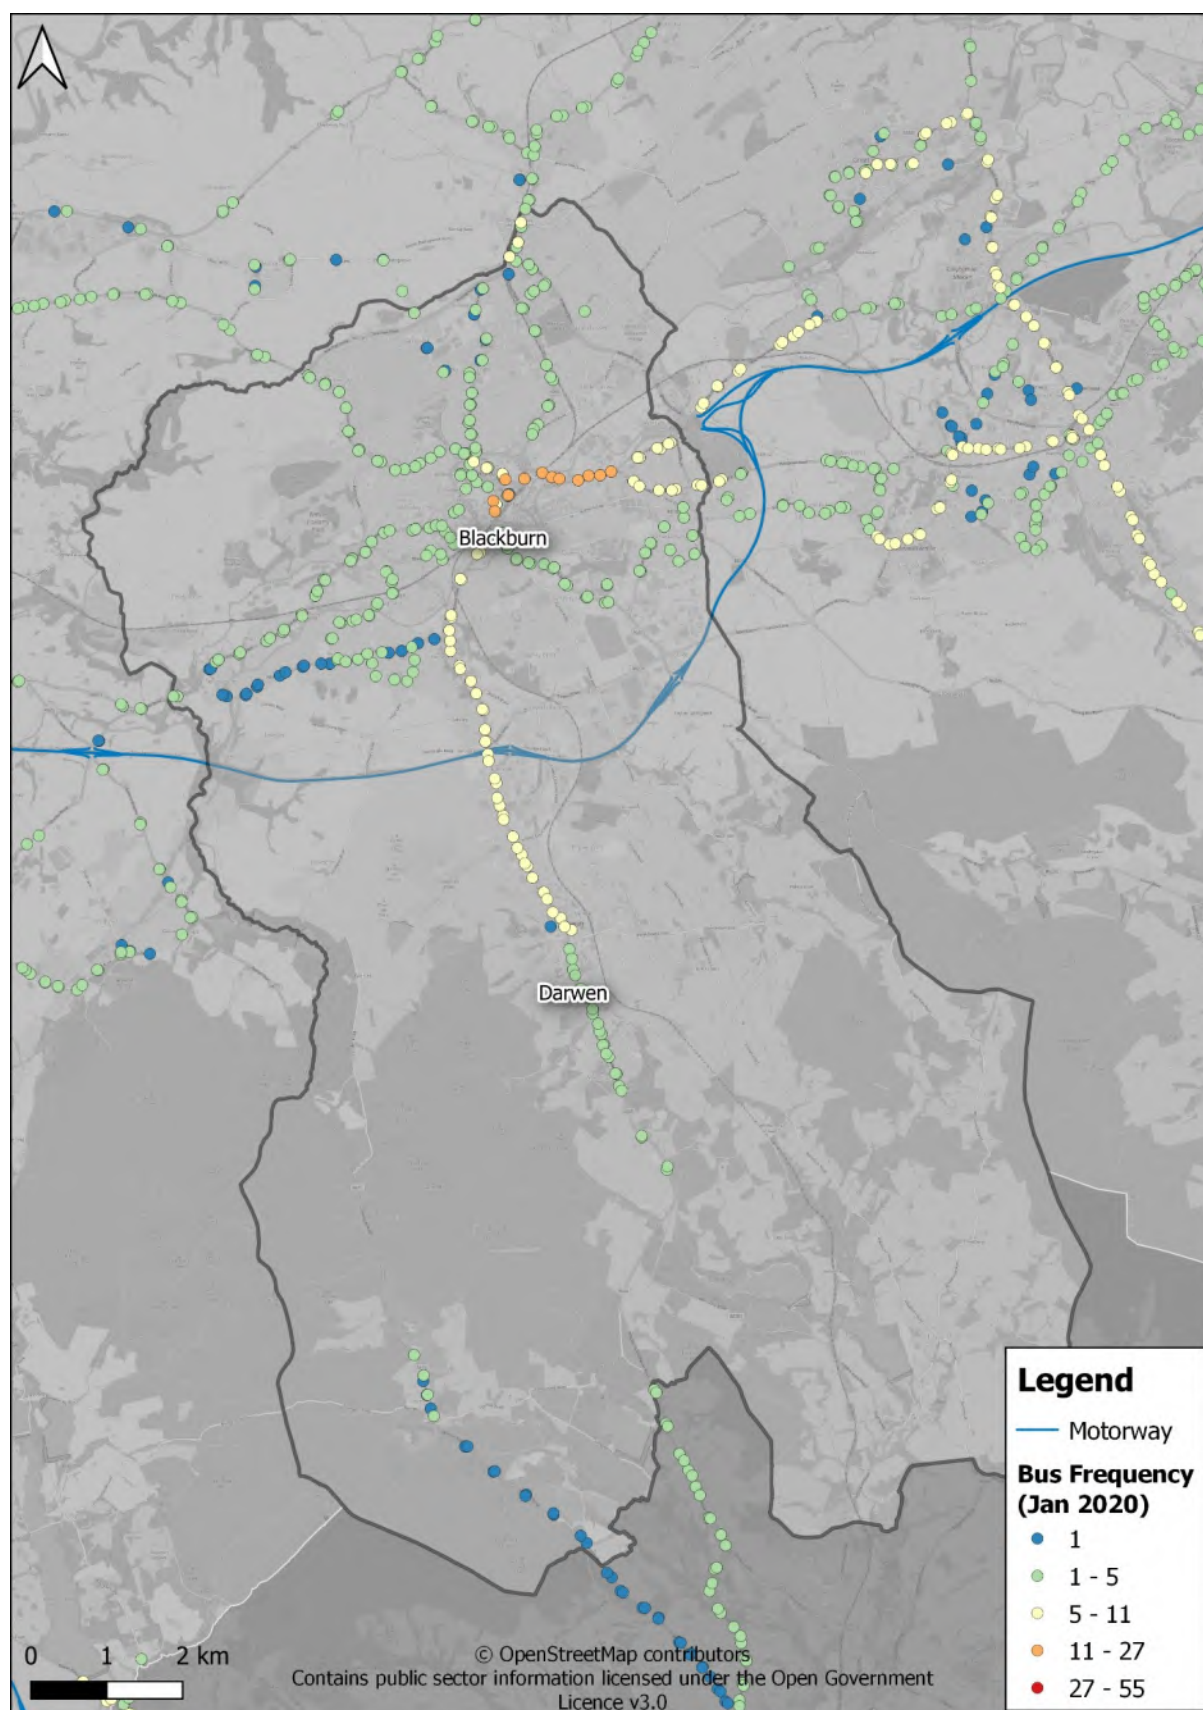 Blackburn
Darwen
Legend
Motorway
Bus Frequency
(Jan 2020)
1
1 - 5
5 - 11
11 - 27
27 - 55
0 1 2 km
© OpenStreetMap contributors
Contains public sector information licensed under the Open Government
Licence v3.0